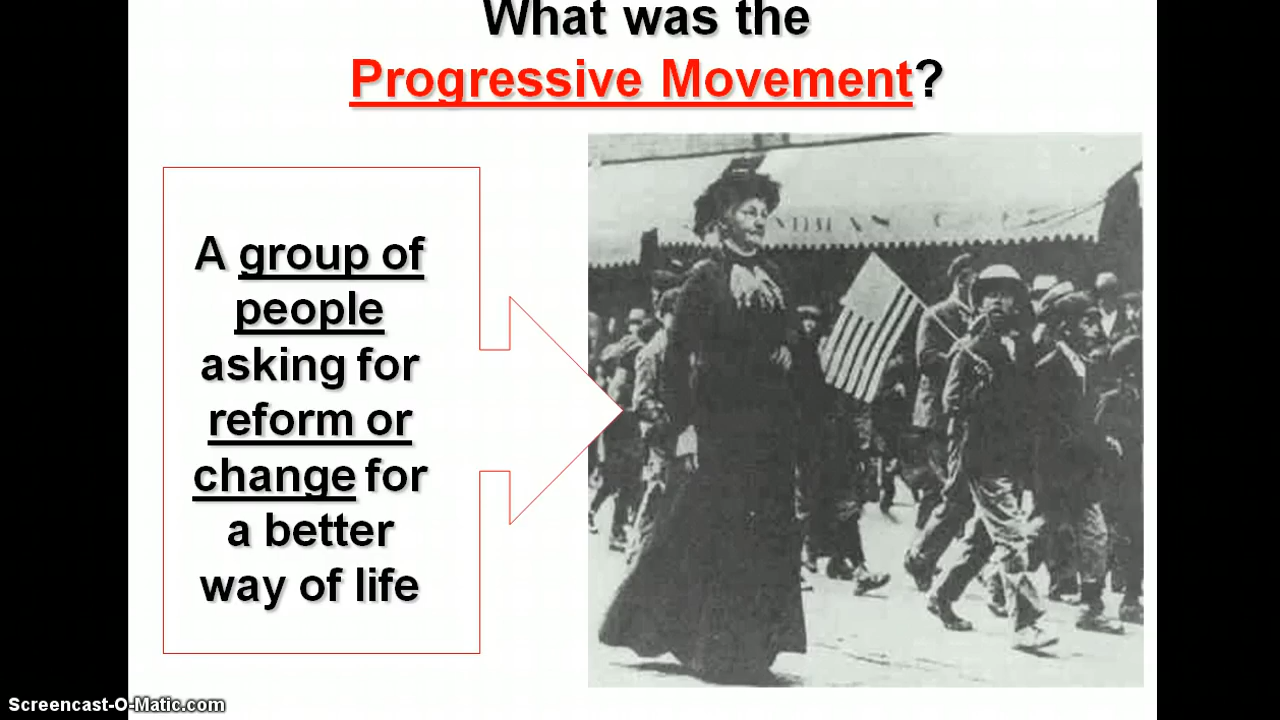 What was the
Progressive Movement?
A group of
people
asking for
reform or
change for
a better
way of life
Screencast-O-Matic.com